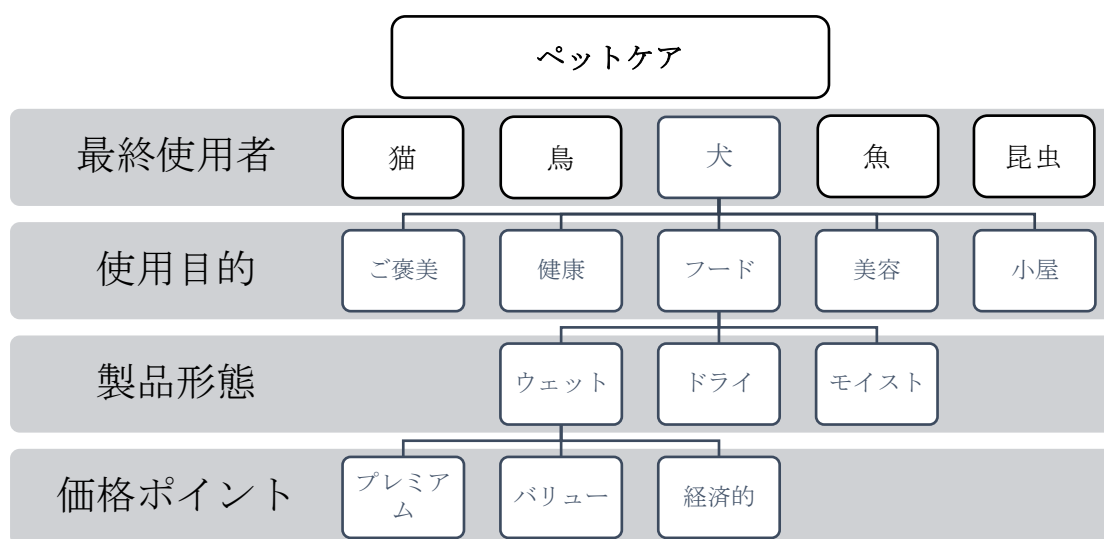 ペットケア
最終使用者
猫
鳥
犬
魚
昆虫
使用目的
ご褒美
健康
フード
美容
小屋
製品形態
ウェット
ドライ
モイスト
価格ポイント
プレミア
ム
バリュー
経済的